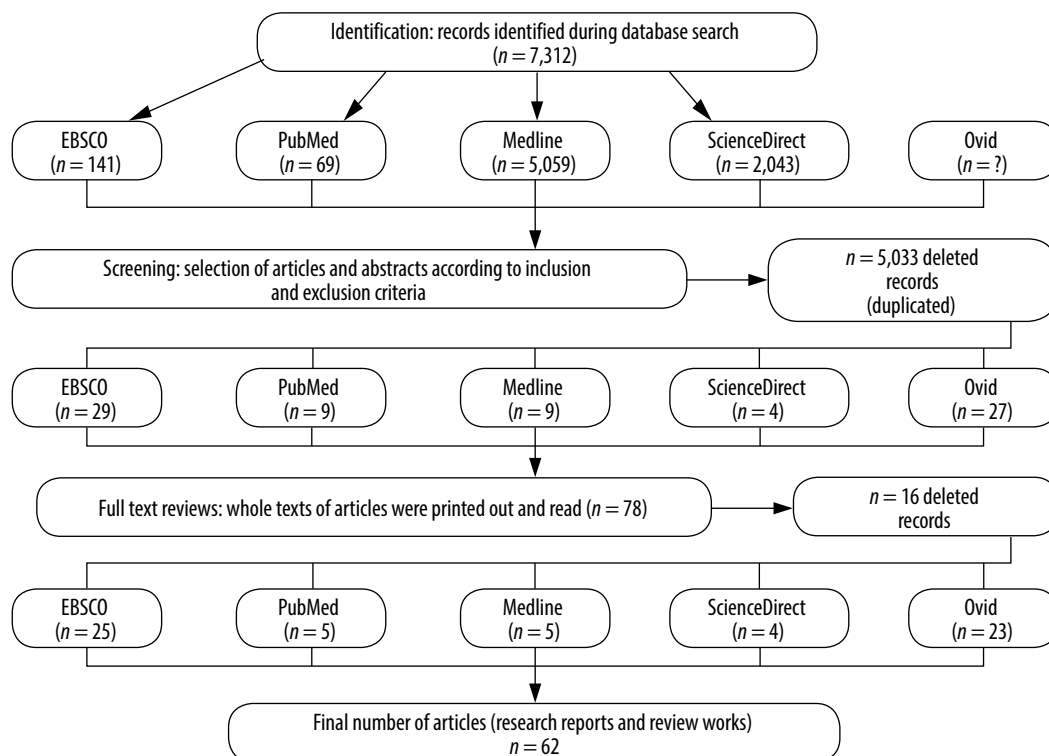 Identification: records identified during database search
(n = 7,312)
EBSCO
(n = 141)
PubMed
(n = 69)
Medline
(n = 5,059)
ScienceDirect
(n = 2,043)
Ovid
(n = ?)
Screening: selection of articles and abstracts according to inclusion
and exclusion criteria
n = 5,033 deleted
records
(duplicated)
EBSCO
(n = 29)
PubMed
(n = 9)
Medline
(n = 9)
ScienceDirect
(n = 4)
Ovid
(n = 27)
Full text reviews: whole texts of articles were printed out and read (n = 78)
n = 16 deleted
records
EBSCO
(n = 25)
PubMed
(n = 5)
Medline
(n = 5)
ScienceDirect
(n = 4)
Ovid
(n = 23)
Final number of articles (research reports and review works)
n = 62